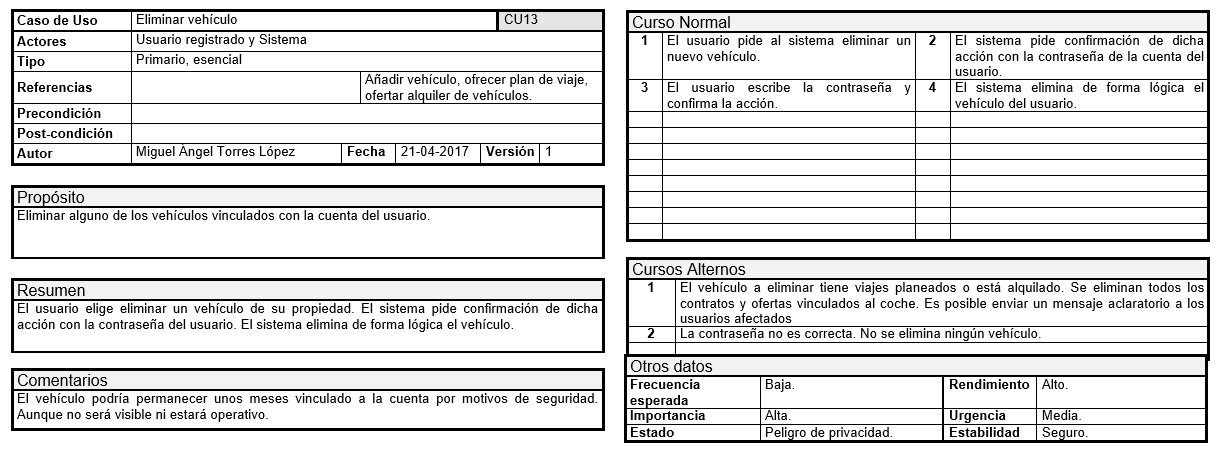 Caso de Uso Eliminar vehículo CU13
Actores Usuario registrado y Sistema
Tipo Primario, esencial
Referencias Añadir vehículo, ofrecer plan de viaje,
ofertar alquiler de vehículos.
Precondición
Post-condición
Autor Miguel Ángel Torres López Fecha 21-04-2017 Versión 1
Propósito
Eliminar alguno de los vehículos vinculados con la cuenta del usuario.
Resumen
El usuario elige eliminar un vehículo de su propiedad. El sistema pide confirmación de dicha
acción con la contraseña del usuario. El sistema elimina de forma lógica el vehículo.
Comentarios
El vehículo podría permanecer unos meses vinculado a la cuenta por motivos de seguridad.
Aunque no será visible ni estará operativo.
Curso Normal
1 El usuario pide al sistema eliminar un
nuevo vehículo.
2 El sistema pide confirmación de dicha
acción con la contraseña de la cuenta del
usuario.
3 El usuario escribe la contraseña y
confirma la acción.
4 El sistema elimina de forma lógica el
vehículo del usuario.
Cursos Alternos
1 El vehículo a eliminar tiene viajes planeados o está alquilado. Se eliminan todos los
contratos y ofertas vinculados al coche. Es posible enviar un mensaje aclaratorio a los
usuarios afectados
2 La contraseña no es correcta. No se elimina ningún vehículo.
Otros datos
Frecuencia
esperada
Baja. Rendimiento Alto.
Importancia Alta. Urgencia Media.
Estado Peligro de privacidad. Estabilidad Seguro.